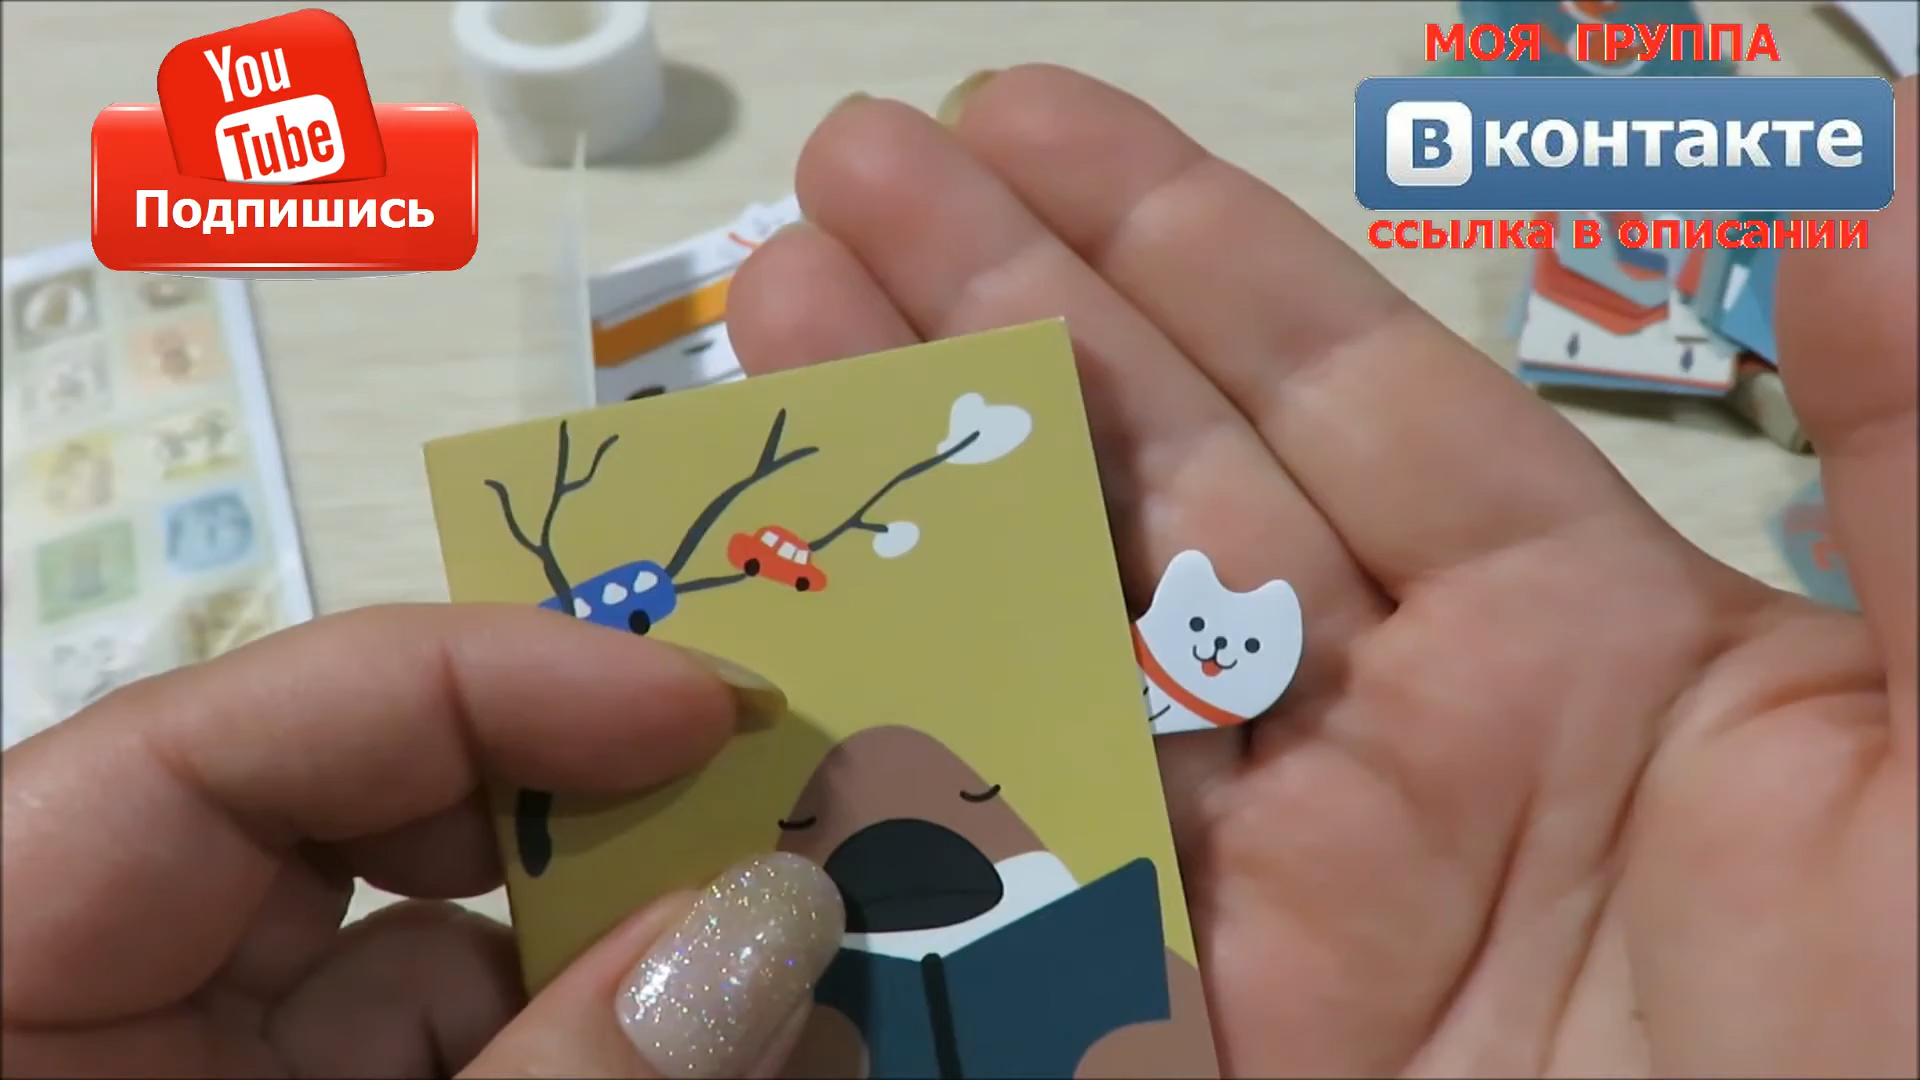 You
Tube
Подпишись
МОЯ ГРУППА
В контакте
ссылка в описании